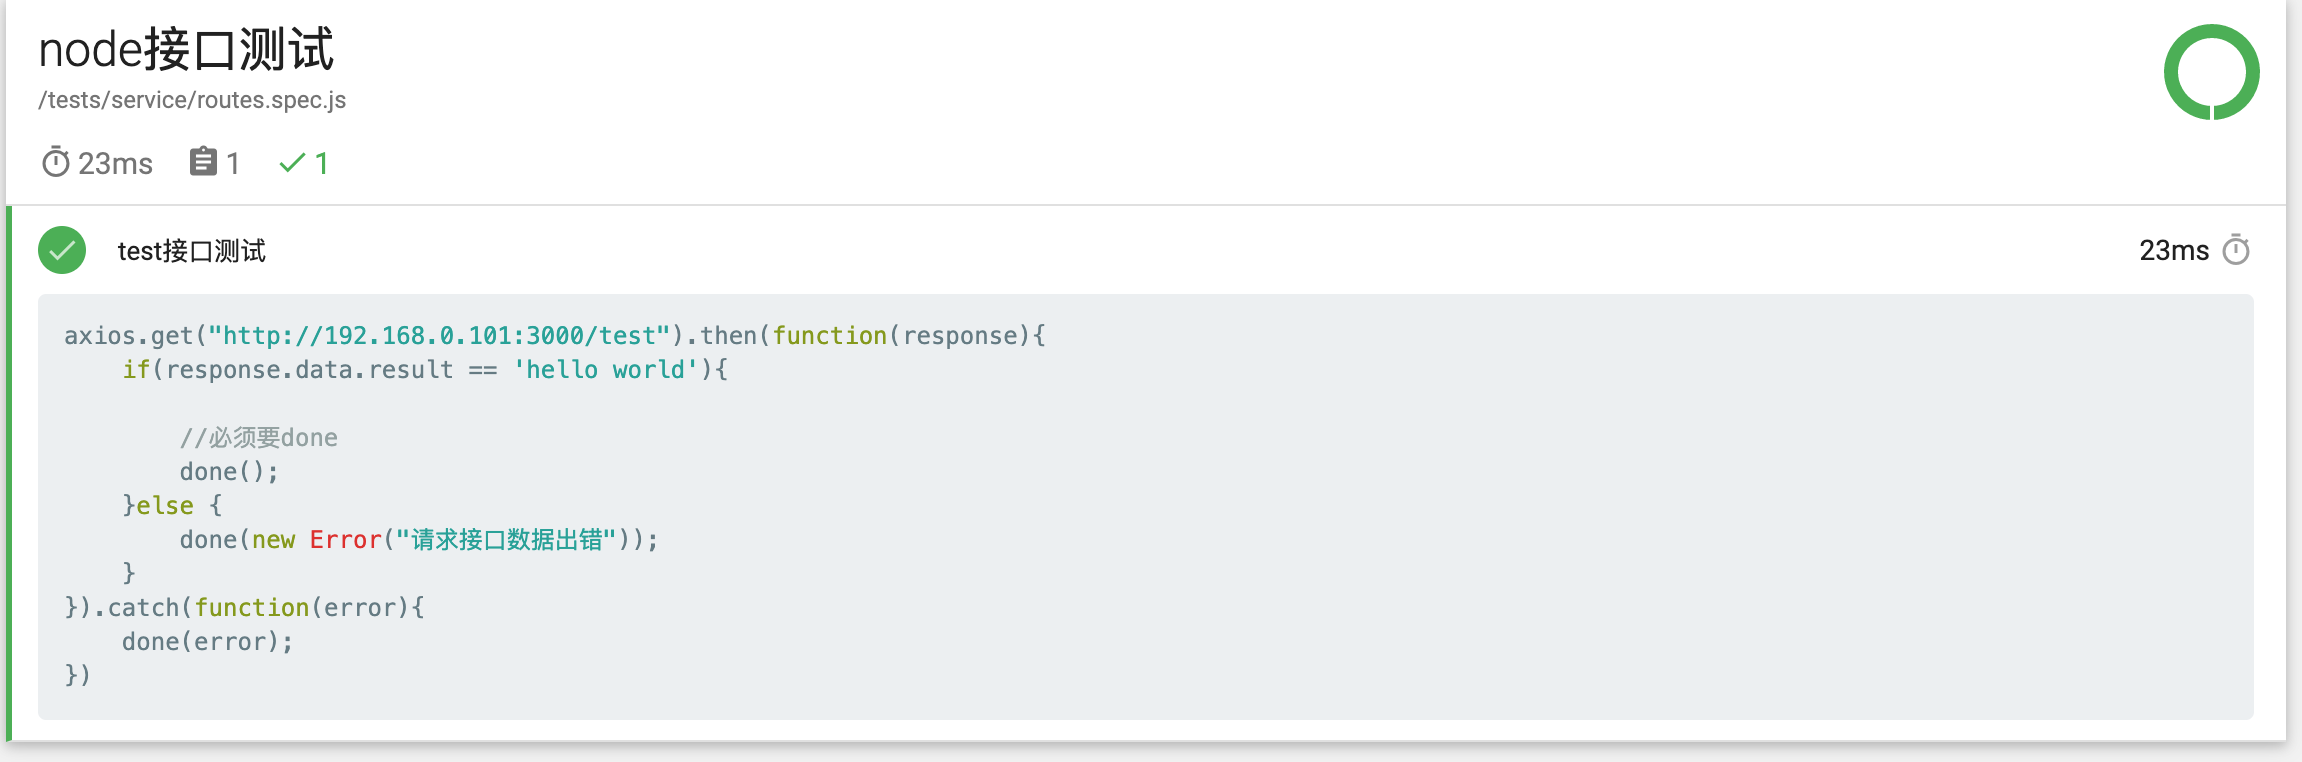 node接口测试
/tests/service/routes.spec.js
23ms 1 1
test接口测试 23ms
axios.get("http://192.168.0.101:3000/test").then(function(response){
    if(response.data.result == 'hello world'){
        //必须要done
        done();
    }else {
        done(new Error("请求接口数据出错"));
    }
}).catch(function(error){
    done(error);
})